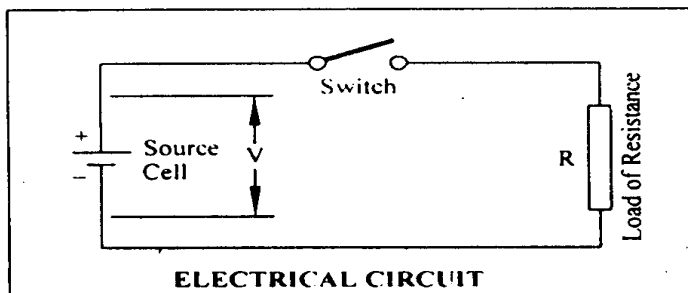 Switch
+
Source
Cell
−
V
R
Load of Resistance
ELECTRICAL CIRCUIT